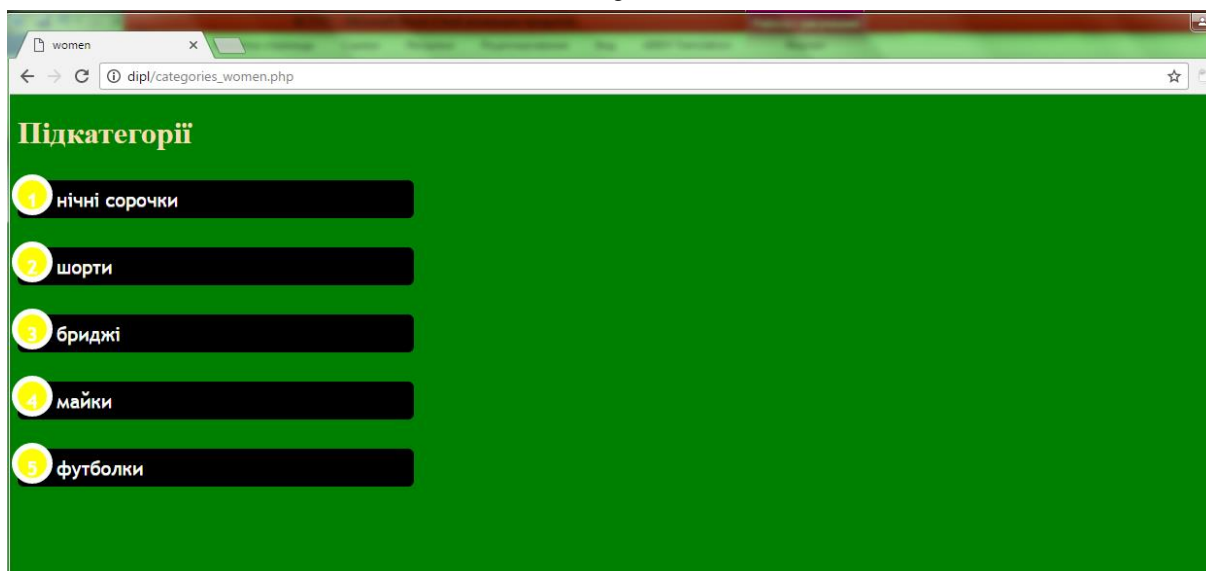 women
dipl/categories_women.php
Підкатегорії
1 нічні сорочки
2 шорти
3 бриджі
4 майки
5 футболки